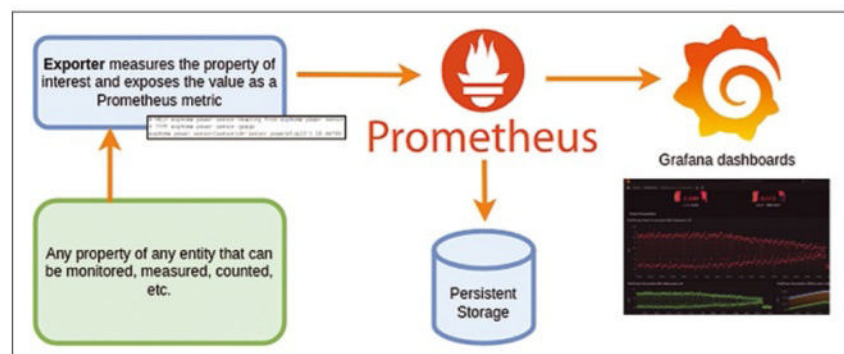 Exporter measures the property of
interest and exposes the value as a
Prometheus metric
Prometheus
Grafana dashboards
Any property of any entity that can
be monitored, measured, counted,
etc.
Persistent
Storage